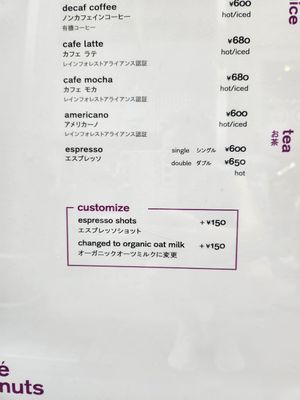 decaf coffee ¥600
ノンカフェインコーヒー hot/iced
有機コーヒー
cafe latte ¥680
カフェ ラテ hot/iced
レインフォレストアライアンス認証
cafe mocha ¥680
カフェ モカ hot/iced
レインフォレストアライアンス認証
americano ¥600
アメリカーノ hot/iced
レインフォレストアライアンス認証
espresso single シングル ¥600
エスプレッソ double ダブル ¥650
hot
customize
espresso shots +¥150
エスプレッソショット
changed to organic oat milk +¥150
オーガニックオーツミルクに変更
ice
tea
お茶
é
nuts